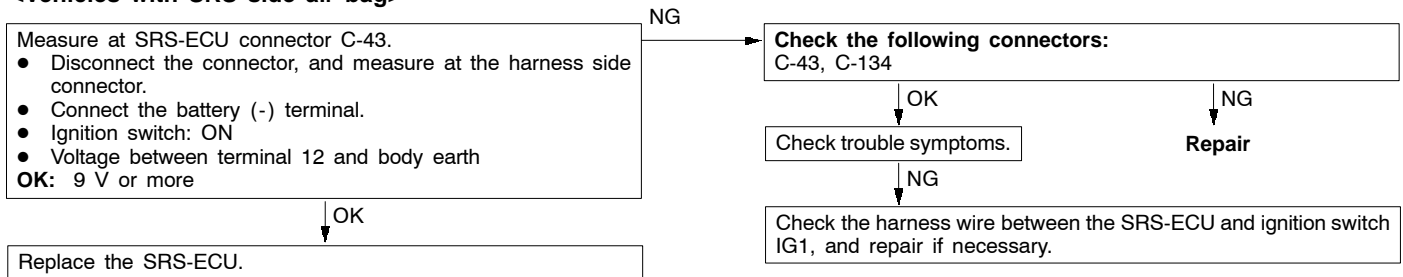 <Vehicles with SRS side air bag>
NG
Measure at SRS-ECU connector C-43.
● Disconnect the connector, and measure at the harness side
connector.
● Connect the battery (-) terminal.
● Ignition switch: ON
● Voltage between terminal 12 and body earth
OK: 9 V or more
OK
Replace the SRS-ECU.
Check the following connectors:
C-43, C-134
OK
NG
Check trouble symptoms.
Repair
NG
Check the harness wire between the SRS-ECU and ignition switch
IG1, and repair if necessary.